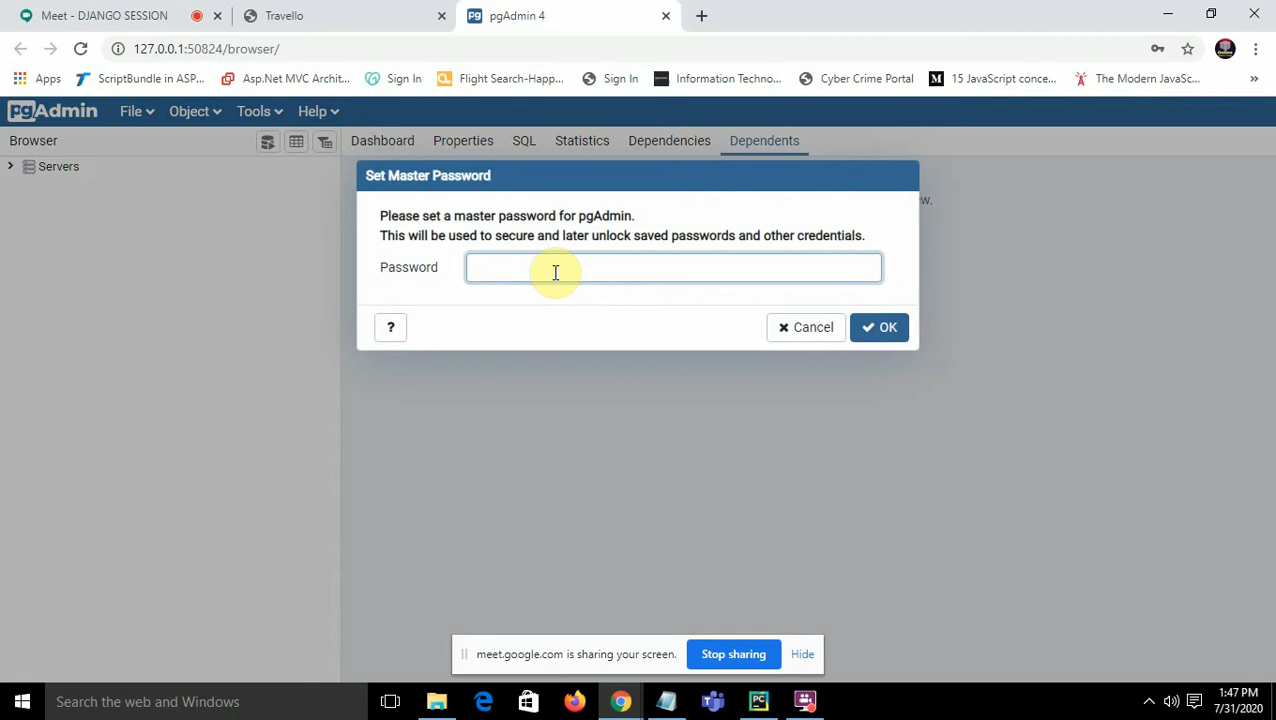 Meet - DJANGO SESSION
Travello
pgAdmin 4
127.0.0.1:50824/browser/
Apps
ScriptBundle in ASP...
Asp.Net MVC Archit...
Sign In
Flight Search-Happ...
Sign In
Information Techno...
Cyber Crime Portal
M
15 JavaScript conce...
The Modern JavaSc...
»
pgAdmin
File
Object
Tools
Help
Browser
Dashboard
Properties
SQL
Statistics
Dependencies
Dependents
Servers
Set Master Password
w.
Please set a master password for pgAdmin.
This will be used to secure and later unlock saved passwords and other credentials.
Password
?
Cancel
OK
meet.google.com is sharing your screen.
Stop sharing
Hide
Search the web and Windows
1:47 PM
7/31/2020